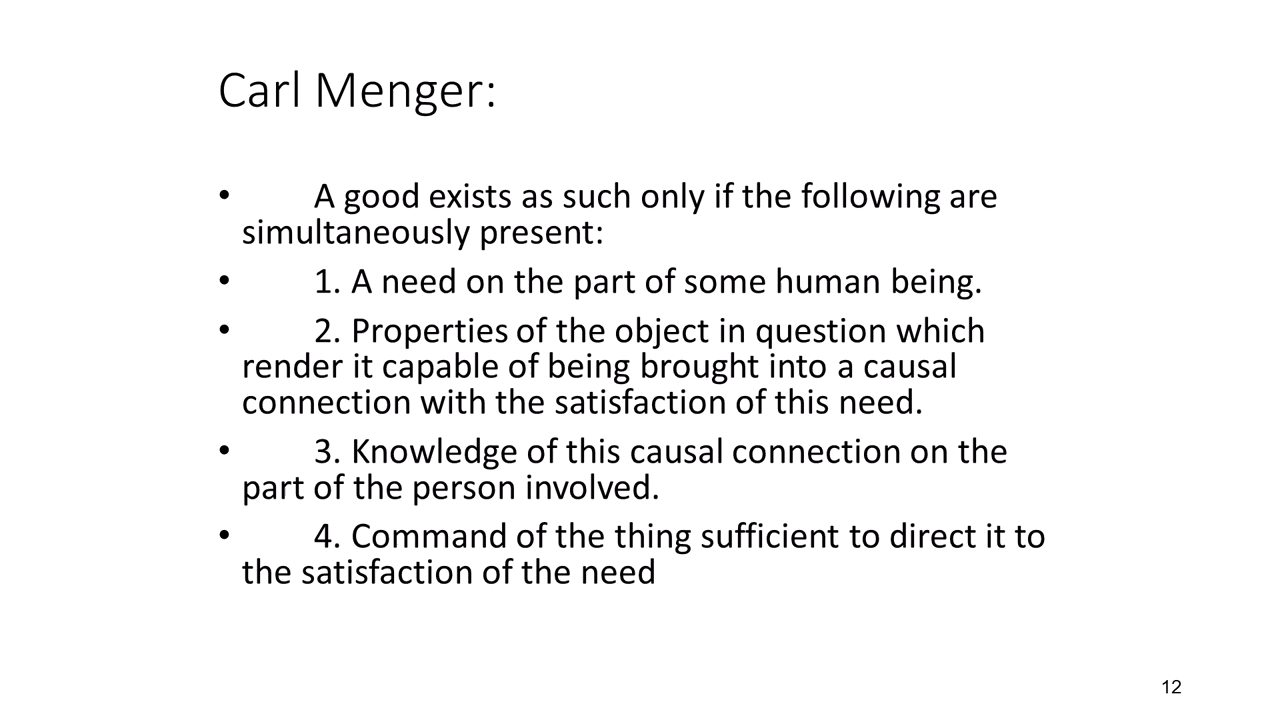 Carl Menger:
• A good exists as such only if the following are
simultaneously present:
• 1. A need on the part of some human being.
• 2. Properties of the object in question which
render it capable of being brought into a causal
connection with the satisfaction of this need.
• 3. Knowledge of this causal connection on the
part of the person involved.
• 4. Command of the thing sufficient to direct it to
the satisfaction of the need
12